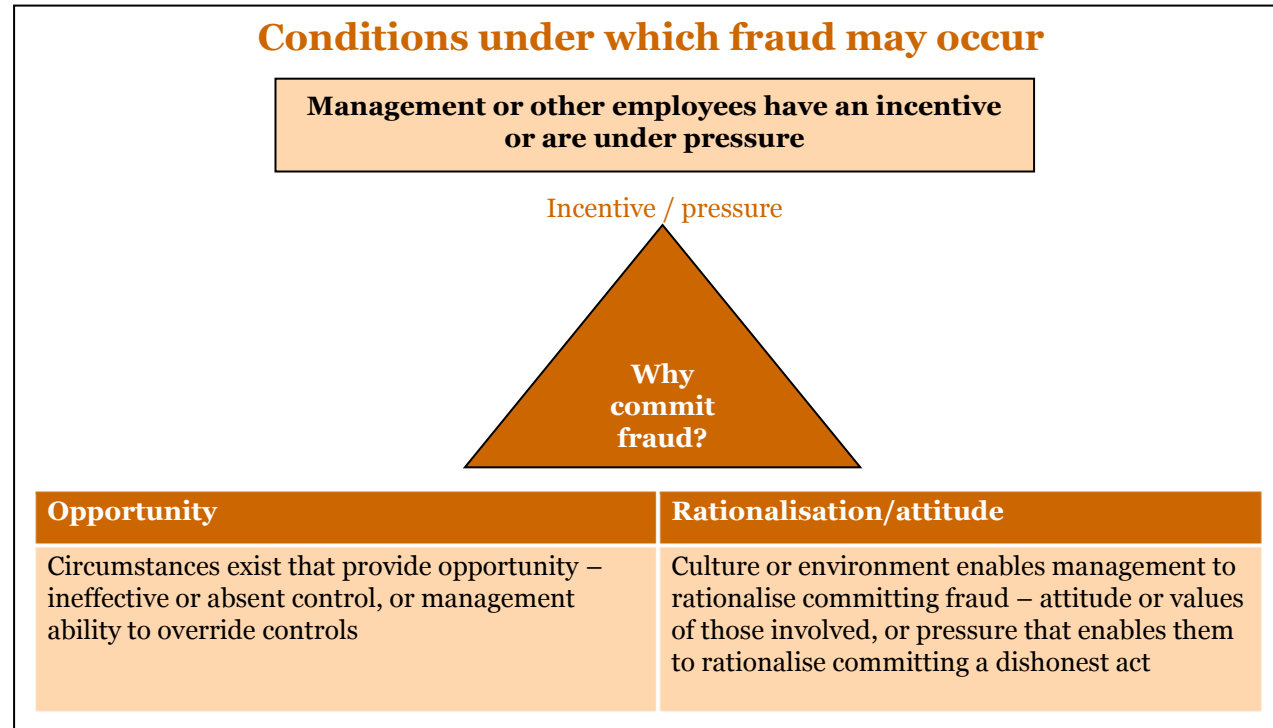 Conditions under which fraud may occur
Management or other employees have an incentive
or are under pressure
Incentive / pressure
Why
commit
fraud?
Opportunity
Rationalisation/attitude
Circumstances exist that provide opportunity –
ineffective or absent control, or management
ability to override controls
Culture or environment enables management to
rationalise committing fraud – attitude or values
of those involved, or pressure that enables them
to rationalise committing a dishonest act